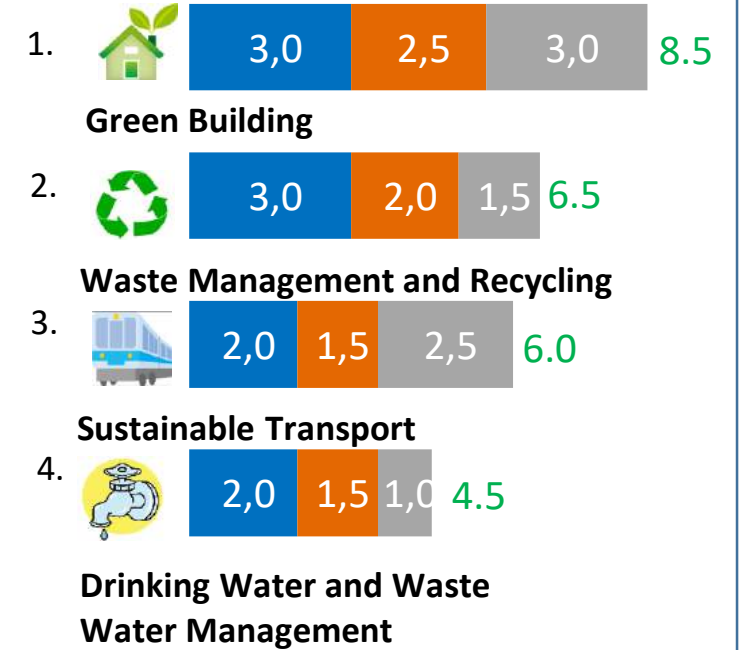 1.
3,0 2,5 3,0 8.5
Green Building
2.
3,0 2,0 1,5 6.5
Waste Management and Recycling
3.
2,0 1,5 2,5 6.0
Sustainable Transport
4.
2,0 1,5 1,0 4.5
Drinking Water and Waste
Water Management